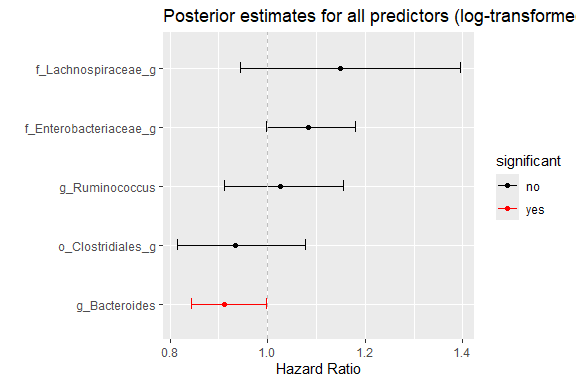 Posterior estimates for all predictors (log-transforme
f_Lachnospiraceae_g
f_Enterobacteriaceae_g
g_Ruminococcus
o_Clostridiales_g
g_Bacteroides
significant
no
yes
0.8 1.0 1.2 1.4
Hazard Ratio